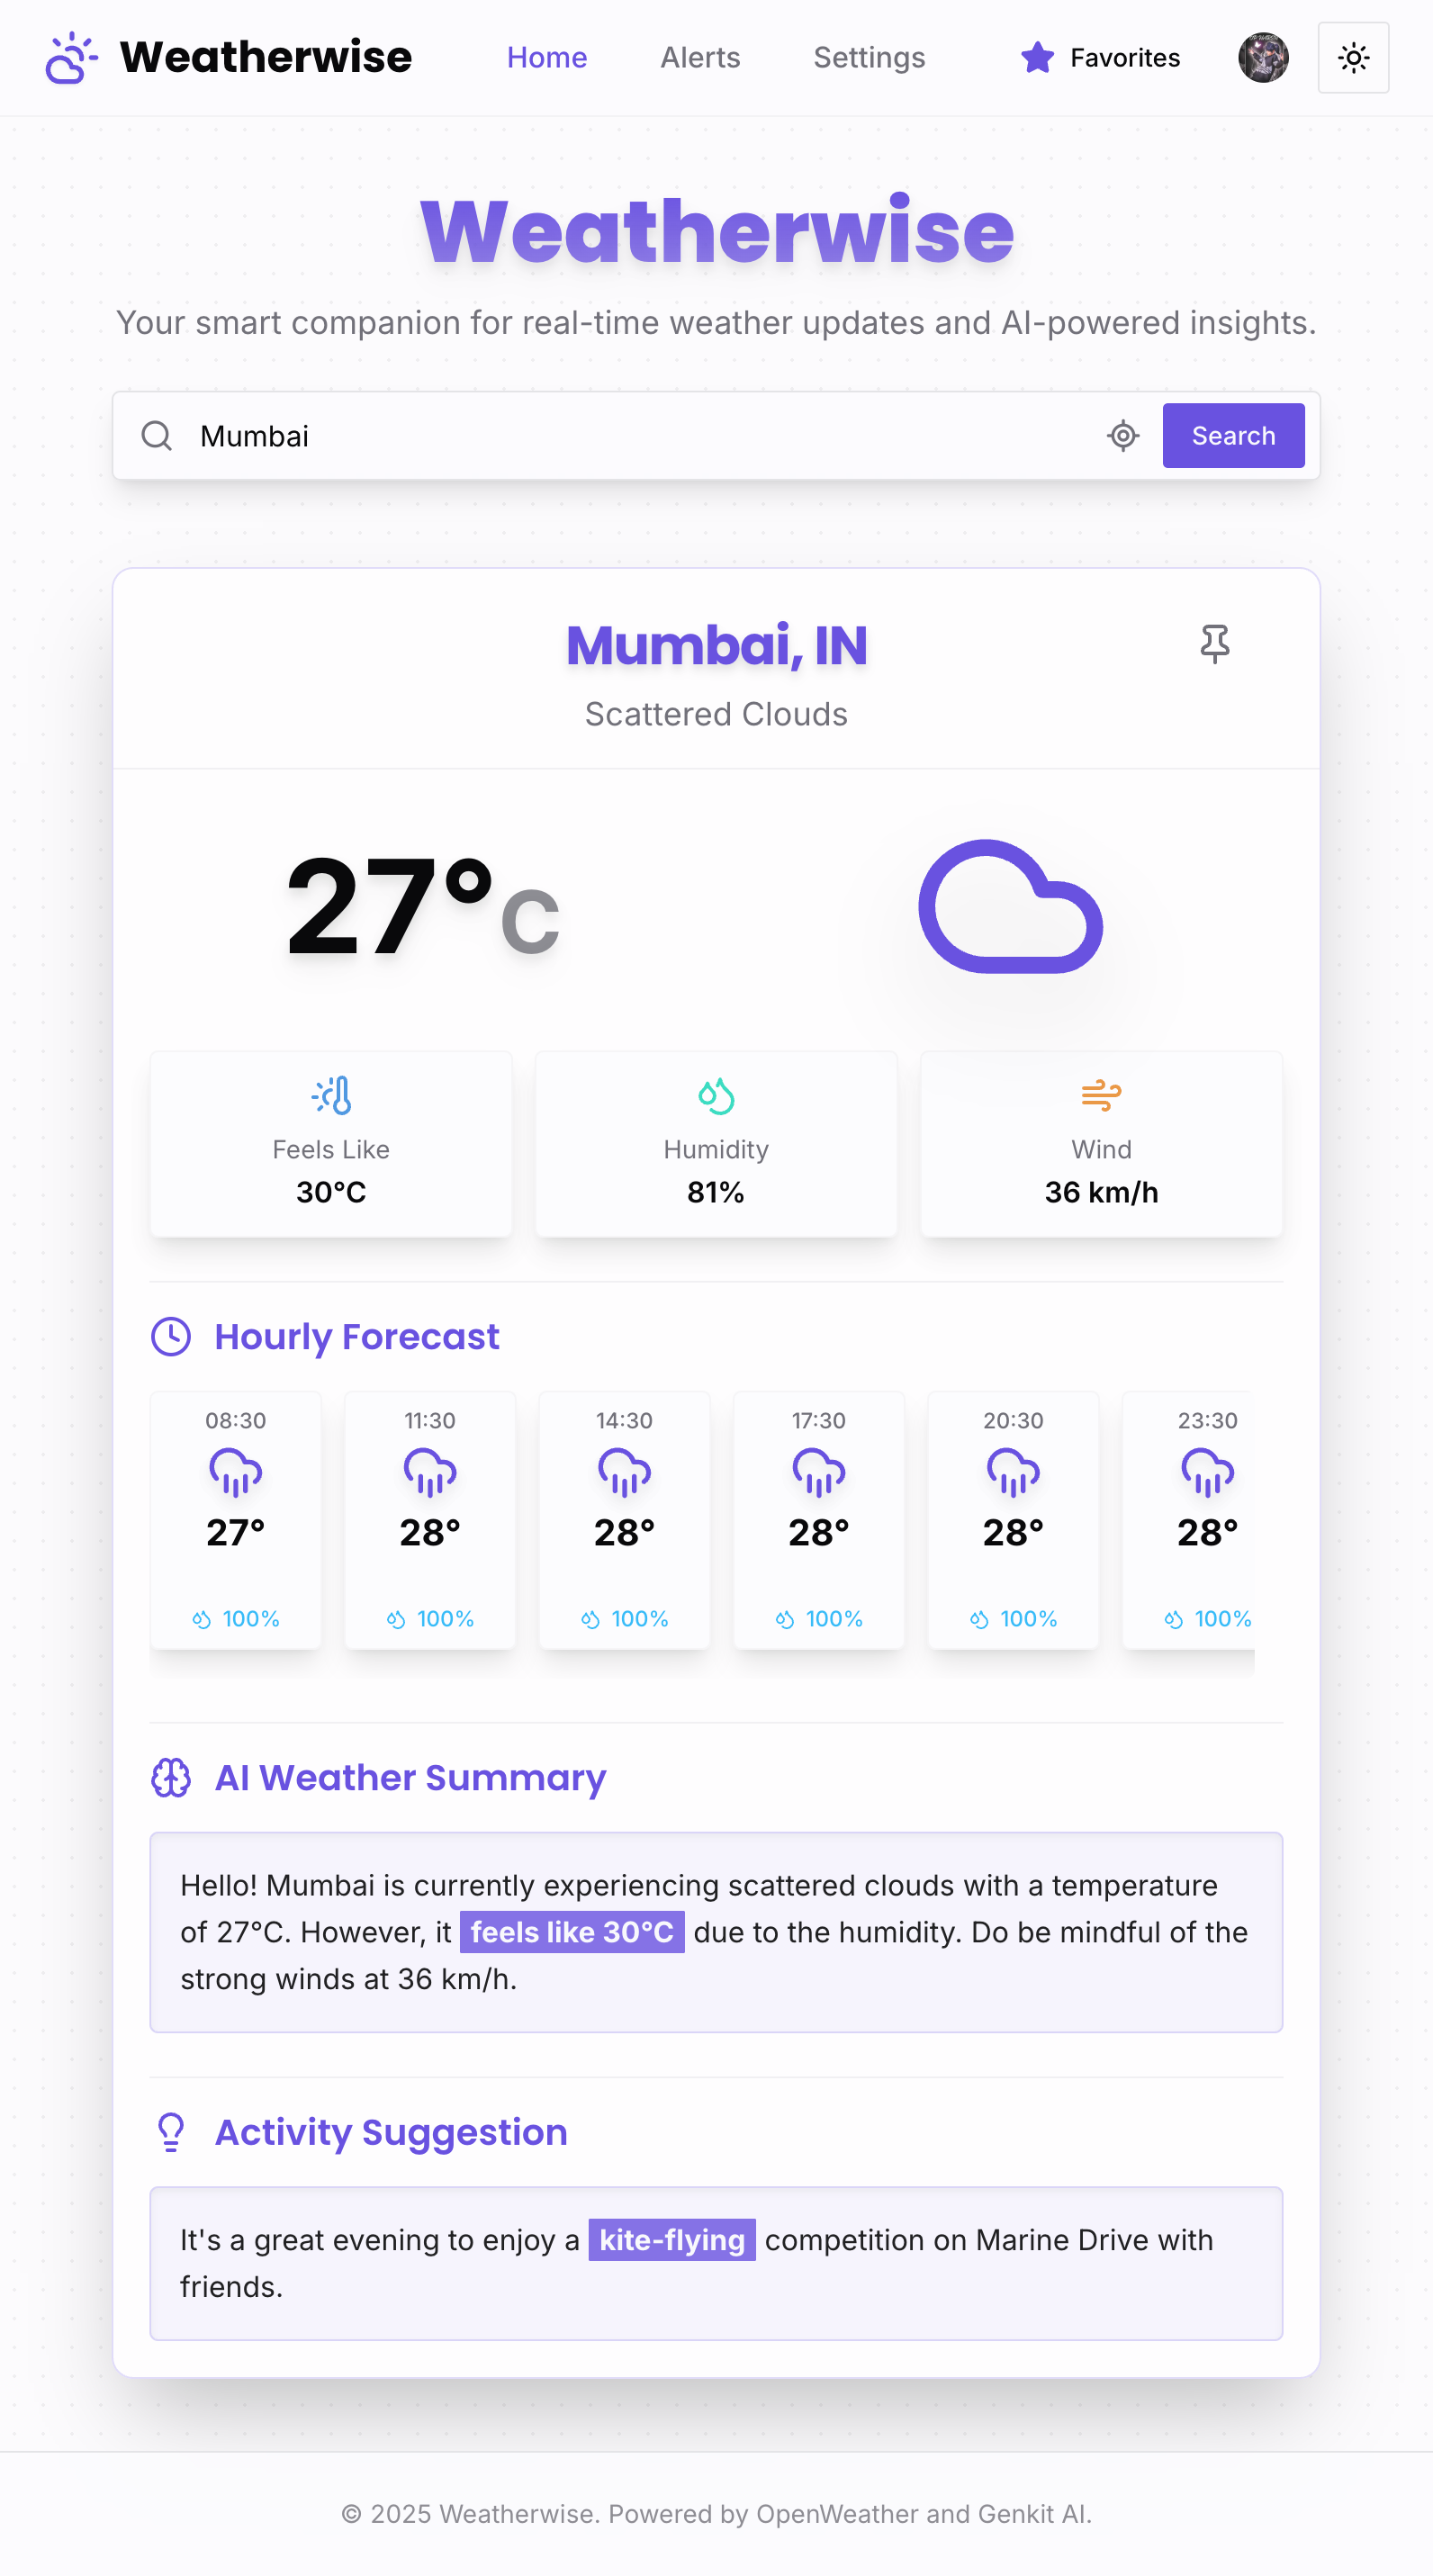 Weatherwise
Home
Alerts
Settings
Favorites
Weatherwise
Your smart companion for real-time weather updates and AI-powered insights.
Mumbai
Search
Mumbai, IN
Scattered Clouds
27°C
Feels Like
30°C
Humidity
81%
Wind
36 km/h
Hourly Forecast
08:30
27°
100%
11:30
28°
100%
14:30
28°
100%
17:30
28°
100%
20:30
28°
100%
23:30
28°
100%
AI Weather Summary
Hello! Mumbai is currently experiencing scattered clouds with a temperature
of 27°C. However, it feels like 30°C due to the humidity. Do be mindful of the
strong winds at 36 km/h.
Activity Suggestion
It's a great evening to enjoy a kite-flying competition on Marine Drive with
friends.
© 2025 Weatherwise. Powered by OpenWeather and Genkit AI.